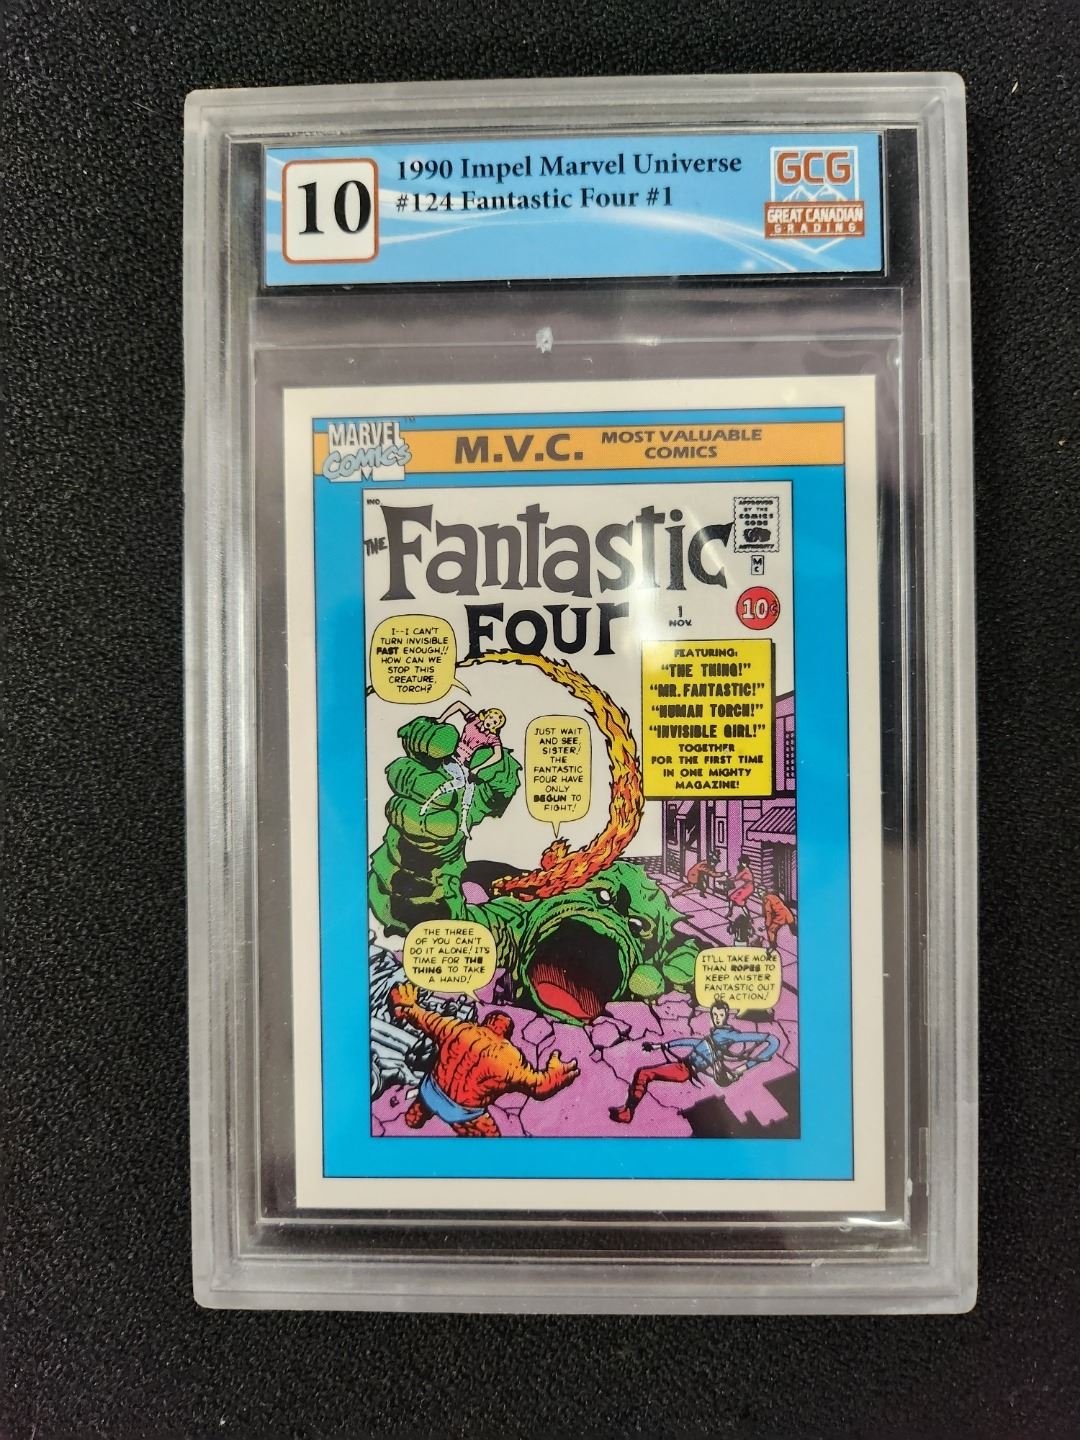 10
1990 Impel Marvel Universe
#124 Fantastic Four #1
GCG
GREAT CANADIAN
GRADING
MARVEL
COMICS
TM
M.V.C.
MOST VALUABLE
COMICS
IND.
THE
Fantastic
FOUR
APPROVED
BY THE
COMICS
CODE
AUTHORITY
M
C
1
NOV.
10¢
I--I CAN'T
TURN INVISIBLE
FAST ENOUGH!!
HOW CAN WE
STOP THIS
CREATURE,
TORCH?
FEATURING:
"THE THING!"
"MR. FANTASTIC!"
"HUMAN TORCH!"
"INVISIBLE GIRL!"
TOGETHER
FOR THE FIRST TIME
IN ONE MIGHTY
MAGAZINE!
JUST WAIT
AND SEE,
SISTER!
THE
FANTASTIC
FOUR HAVE
ONLY
BEGUN TO
FIGHT!
THE THREE
OF YOU CAN'T
DO IT ALONE! IT'S
TIME FOR THE
THING TO TAKE
A HAND!
IT'LL TAKE MORE
THAN ROPES TO
KEEP MISTER
FANTASTIC OUT
OF ACTION!